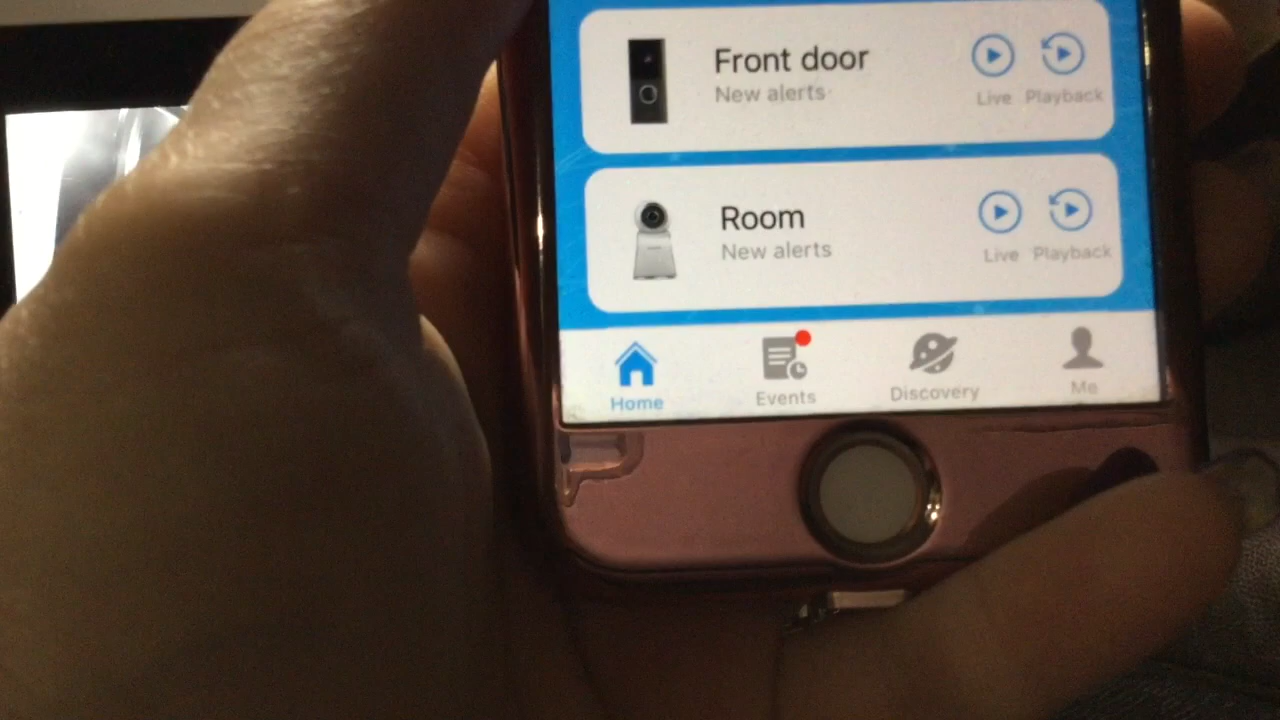 Front door
New alerts
Live Playback
Room
New alerts
Live Playback
Home
Events
Discovery
Me